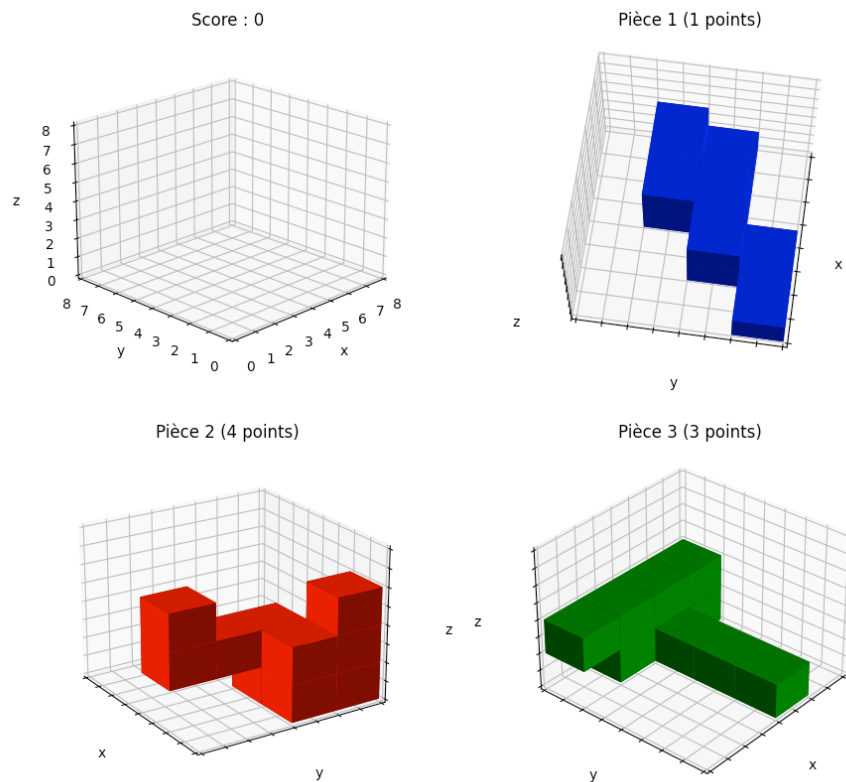 Score : 0
8
7
6
5
4
3
2
1
0
z
8 7 6 5 4 3 2 1 0
y
0 1 2 3 4 5 6 7 8
x
Pièce 1 (1 points)
x
z
y
Pièce 2 (4 points)
z
x
y
Pièce 3 (3 points)
z
y
x